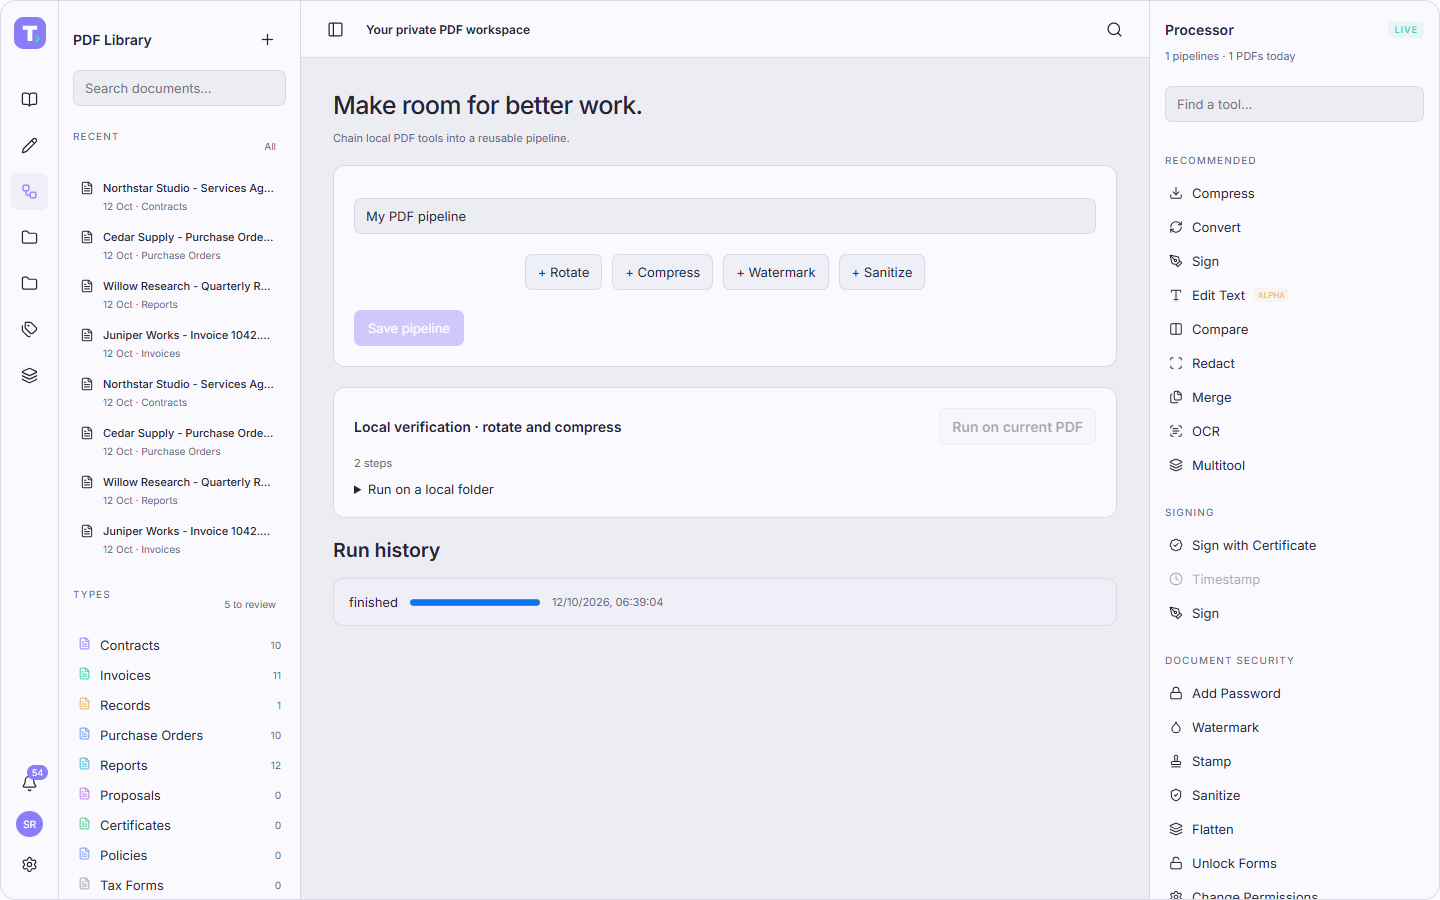 T
PDF Library
Search documents...
RECENT
All
Northstar Studio - Services Ag...
12 Oct · Contracts
Cedar Supply - Purchase Orde...
12 Oct · Purchase Orders
Willow Research - Quarterly R...
12 Oct · Reports
Juniper Works - Invoice 1042....
12 Oct · Invoices
Northstar Studio - Services Ag...
12 Oct · Contracts
Cedar Supply - Purchase Orde...
12 Oct · Purchase Orders
Willow Research - Quarterly R...
12 Oct · Reports
Juniper Works - Invoice 1042....
12 Oct · Invoices
TYPES
5 to review
Contracts 10
Invoices 11
Records 1
Purchase Orders 10
Reports 12
Proposals 0
Certificates 0
Policies 0
Tax Forms 0
54
SR
Your private PDF workspace
Make room for better work.
Chain local PDF tools into a reusable pipeline.
My PDF pipeline
+ Rotate + Compress + Watermark + Sanitize
Save pipeline
Local verification · rotate and compress
Run on current PDF
2 steps
Run on a local folder
Run history
finished 12/10/2026, 06:39:04
Processor LIVE
1 pipelines · 1 PDFs today
Find a tool...
RECOMMENDED
Compress
Convert
Sign
Edit Text ALPHA
Compare
Redact
Merge
OCR
Multitool
SIGNING
Sign with Certificate
Timestamp
Sign
DOCUMENT SECURITY
Add Password
Watermark
Stamp
Sanitize
Flatten
Unlock Forms
Change Permissions